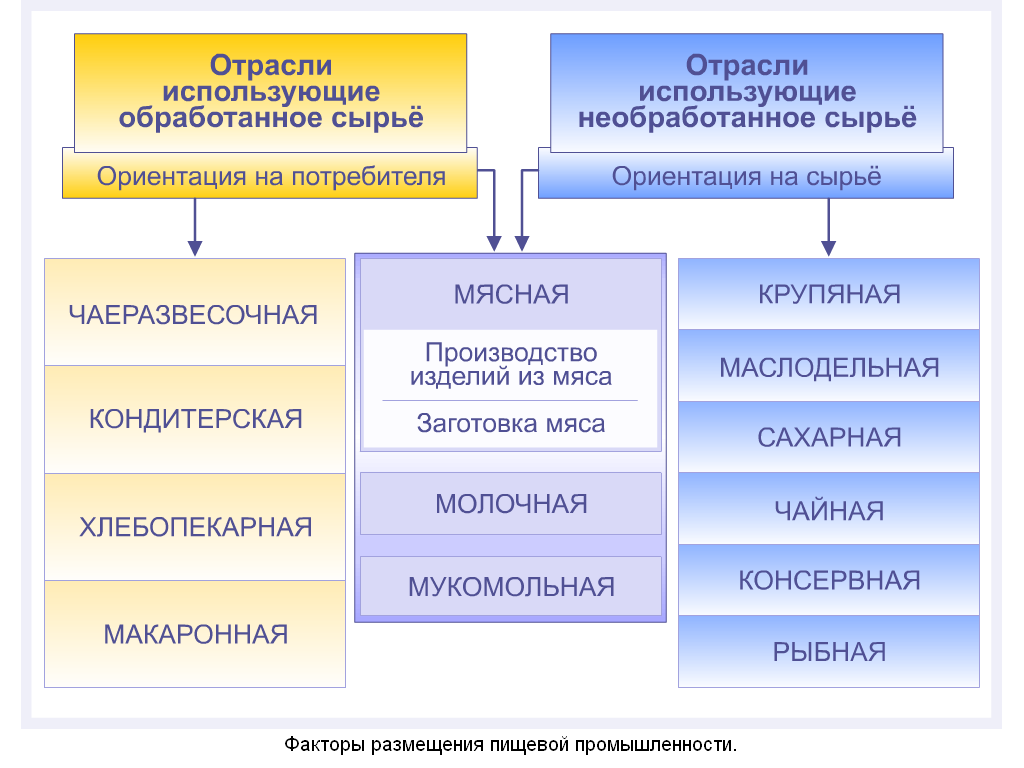 Отрасли
использующие
обработанное сырьё
Ориентация на потребителя
Отрасли
использующие
необработанное сырьё
Ориентация на сырьё
ЧАЕРАЗВЕСОЧНАЯ
КОНДИТЕРСКАЯ
ХЛЕБОПЕКАРНАЯ
МАКАРОННАЯ
МЯСНАЯ
Производство
изделий из мяса
Заготовка мяса
МОЛОЧНАЯ
МУКОМОЛЬНАЯ
КРУПЯНАЯ
МАСЛОДЕЛЬНАЯ
САХАРНАЯ
ЧАЙНАЯ
КОНСЕРВНАЯ
РЫБНАЯ
Факторы размещения пищевой промышленности.